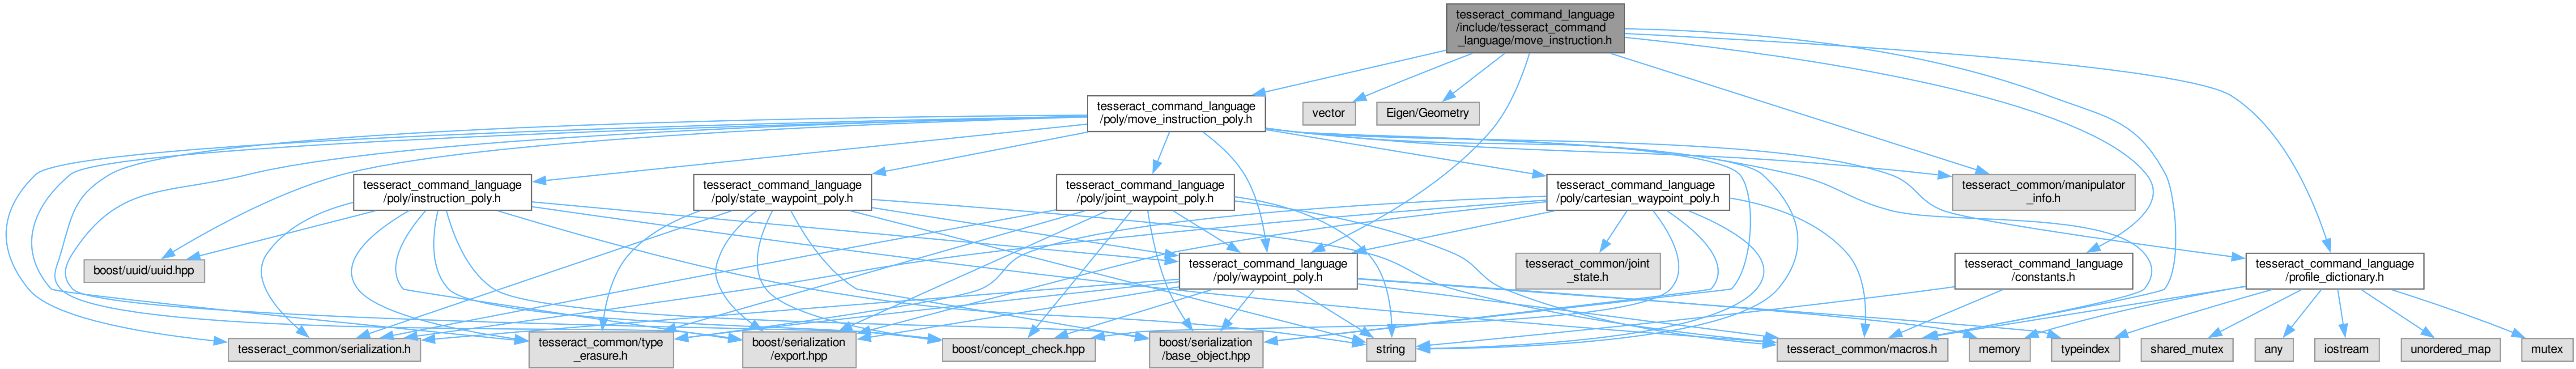 tesseract_command_language
/include/tesseract_command
_language/move_instruction.h
tesseract_command_language
/poly/move_instruction_poly.h
vector
Eigen/Geometry
tesseract_command_language
/poly/instruction_poly.h
tesseract_command_language
/poly/state_waypoint_poly.h
tesseract_command_language
/poly/joint_waypoint_poly.h
tesseract_command_language
/poly/cartesian_waypoint_poly.h
tesseract_common/manipulator
_info.h
boost/uuid/uuid.hpp
tesseract_command_language
/poly/waypoint_poly.h
tesseract_common/joint
_state.h
tesseract_command_language
/constants.h
tesseract_command_language
/profile_dictionary.h
tesseract_common/serialization.h
tesseract_common/type
_erasure.h
boost/serialization
/export.hpp
boost/concept_check.hpp
boost/serialization
/base_object.hpp
string
tesseract_common/macros.h
memory
typeindex
shared_mutex
any
iostream
unordered_map
mutex